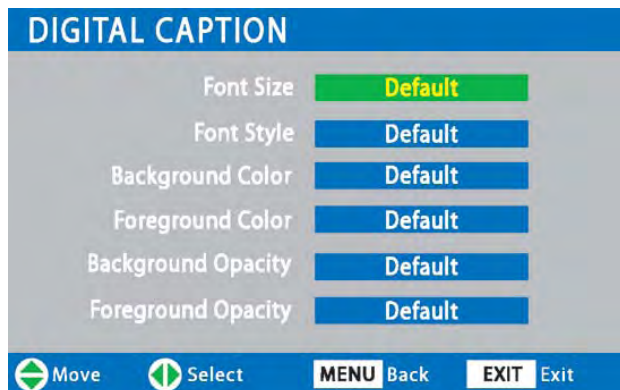 DIGITAL CAPTION
Font Size Default
Font Style Default
Background Color Default
Foreground Color Default
Background Opacity Default
Foreground Opacity Default
Move Select MENU Back EXIT Exit